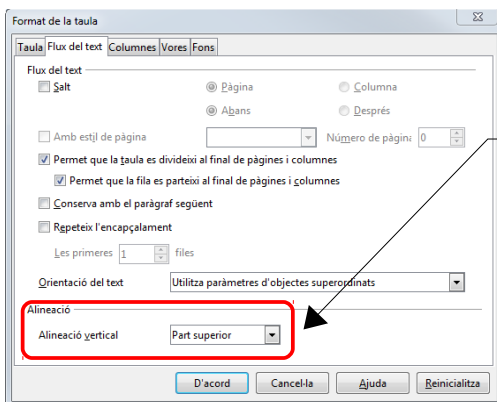 Format de la taula
Taula Flux del text Columnes Vores Fons
Flux del text
Salt Pàgina Columna
Abans Després
Amb estil de pàgina Número de pàgina 0
Permet que la taula es divideixi al final de pàgines i columnes
Permet que la fila es parteixi al final de pàgines i columnes
Conserva amb el paràgraf següent
Repeteix l'encapçalament
Les primeres 1 files
Orientació del text Utilitza paràmetres d'objectes superordinats
Alineació
Alineació vertical Part superior
D'acord Cancel·la Ajuda Reinicialitza